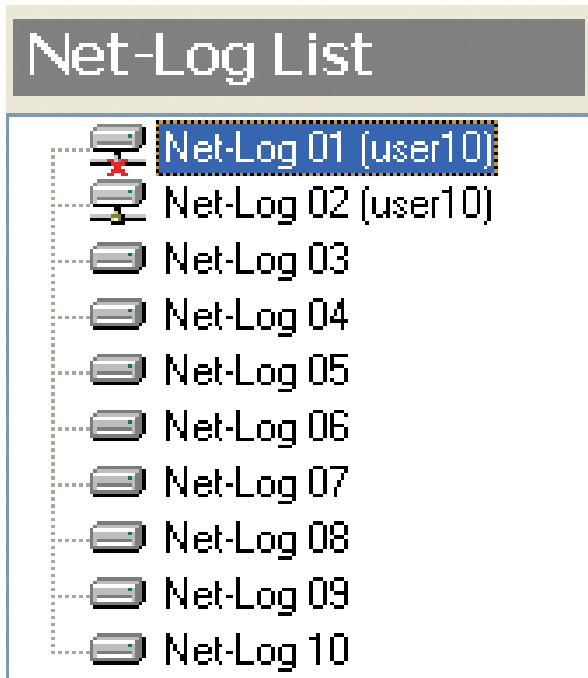 Net-Log List
Net-Log 01 (user10)
Net-Log 02 (user10)
Net-Log 03
Net-Log 04
Net-Log 05
Net-Log 06
Net-Log 07
Net-Log 08
Net-Log 09
Net-Log 10